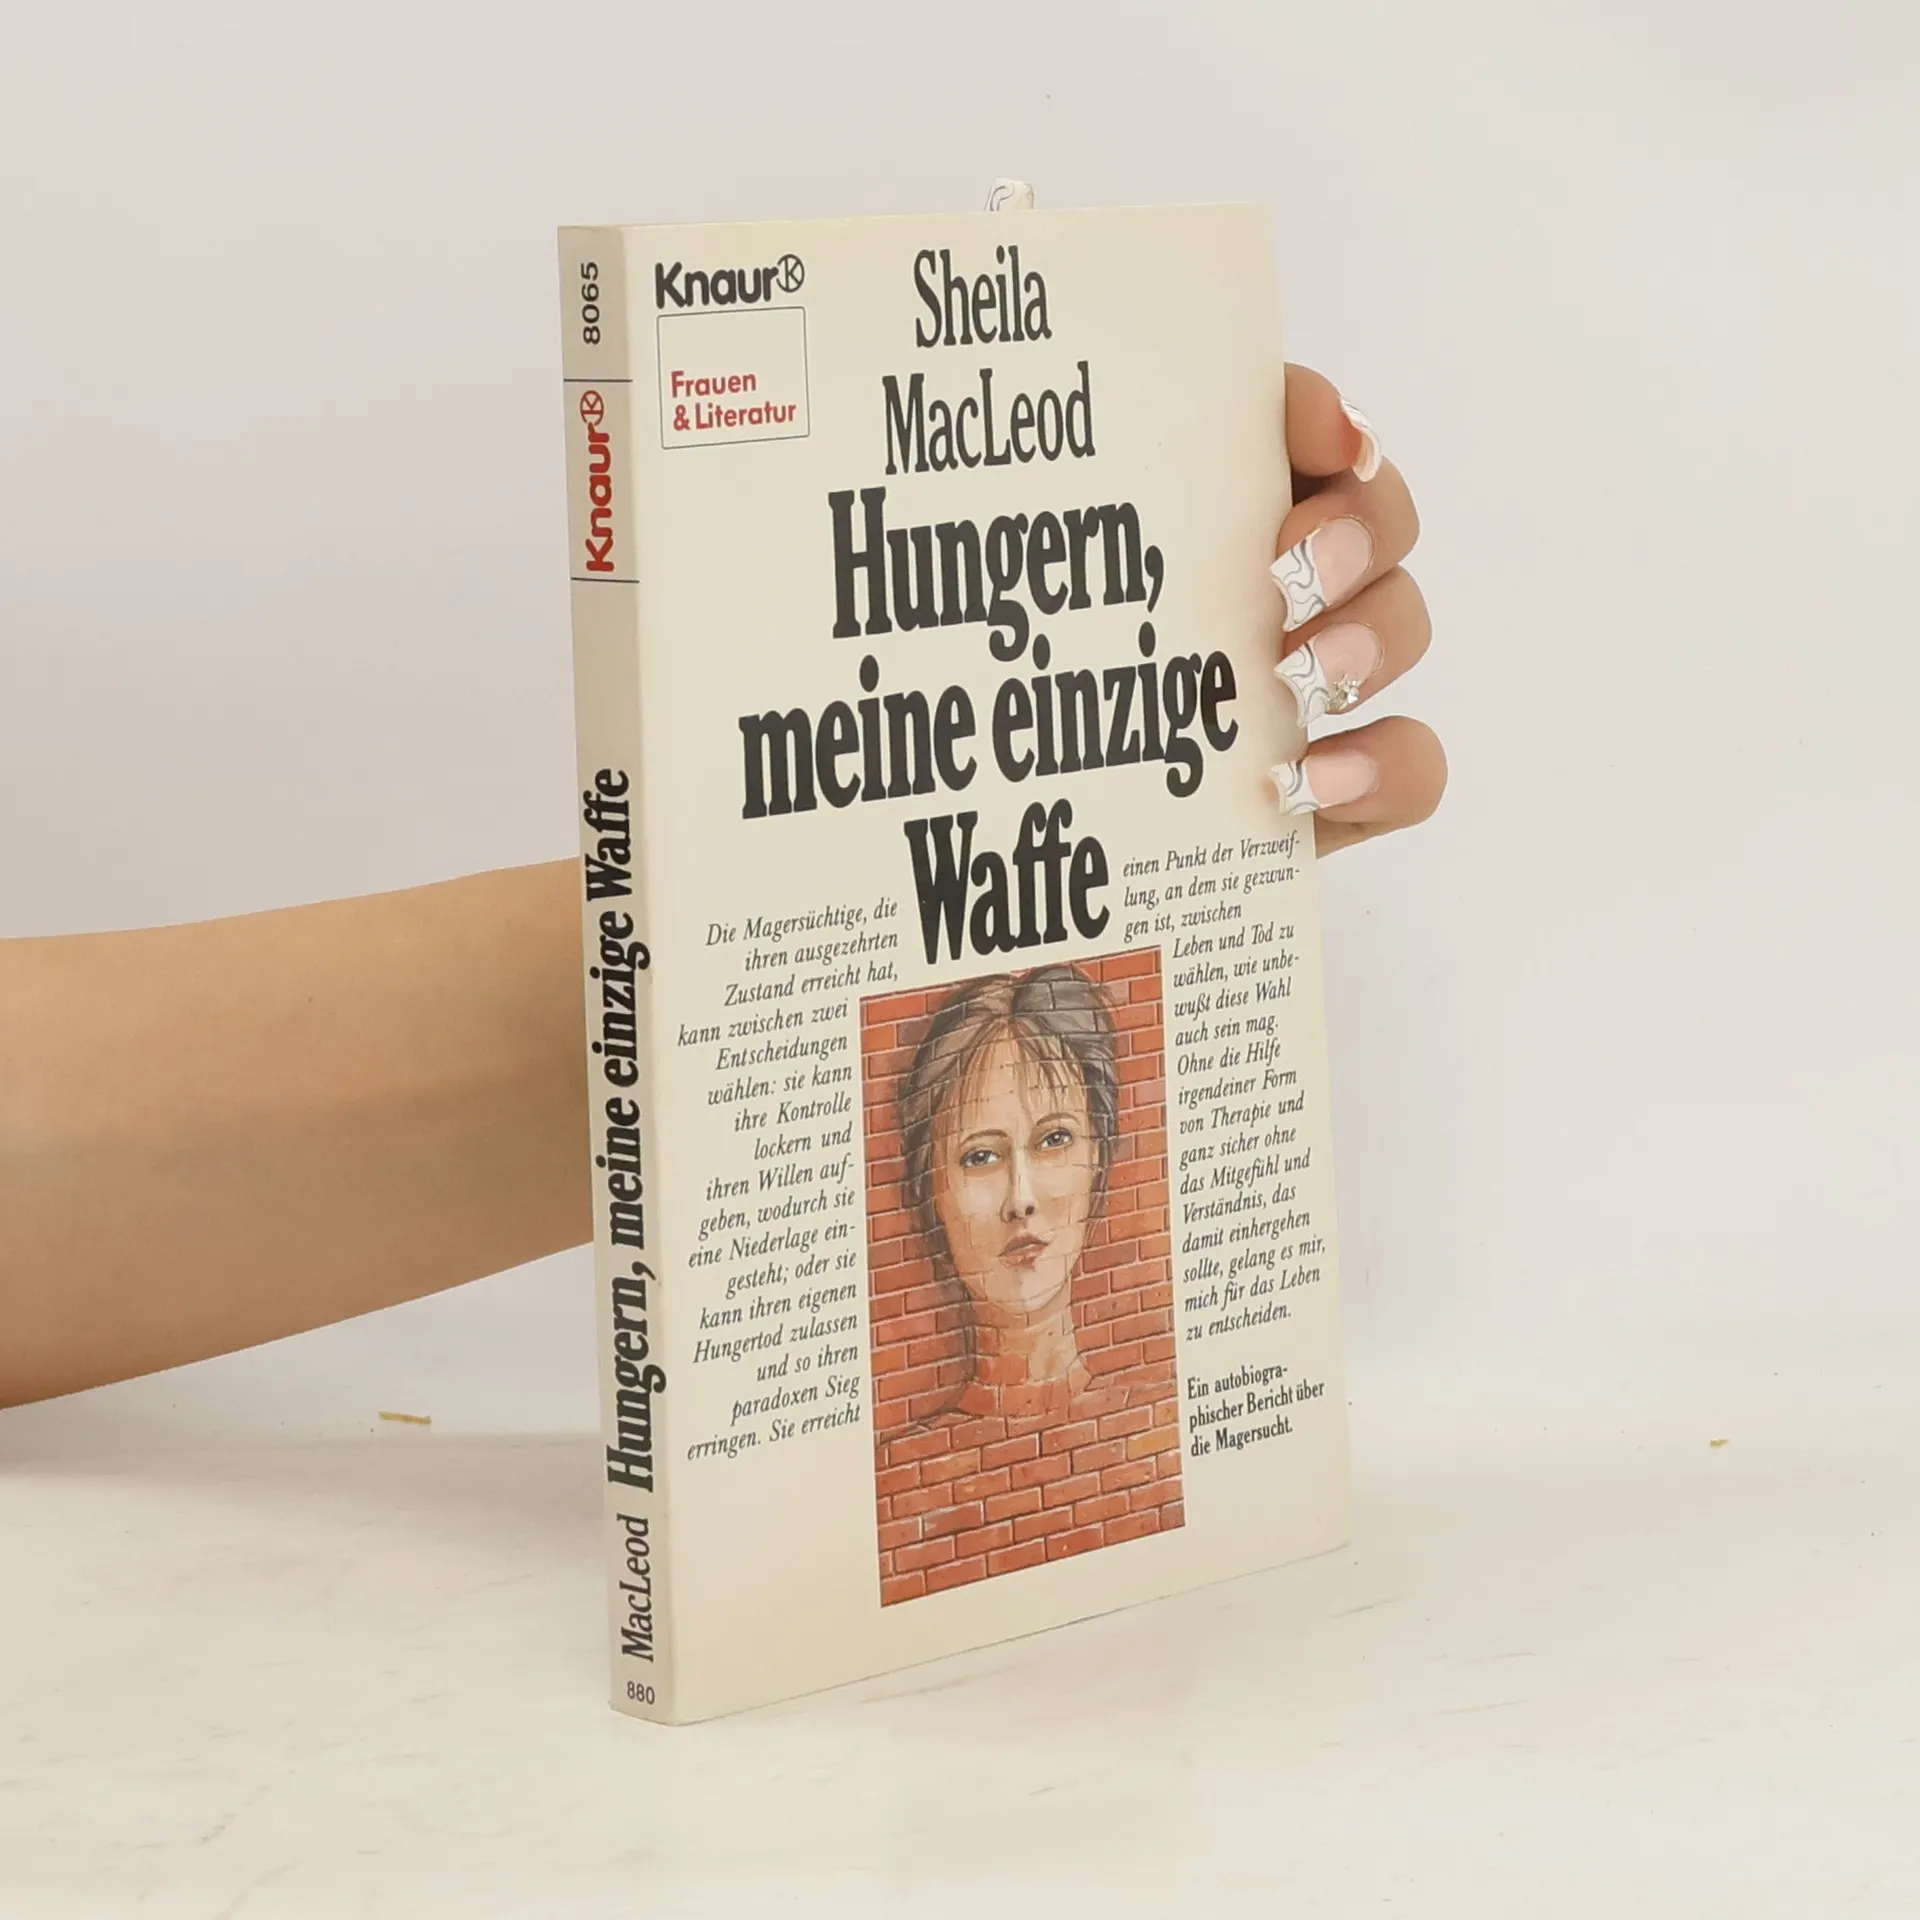 8065
Knaur
Hungern, meine einzige Waffe
MacLeod
880
Knaur
Frauen
& Literatur
Sheila
MacLeod
Hungern,
meine einzige
Waffe
Die Magersüchtige, die
ihren ausgezehrten
Zustand erreicht hat,
kann zwischen zwei
Entscheidungen
wählen: sie kann
ihre Kontrolle
lockern und
ihren Willen auf-
geben, wodurch sie
eine Niederlage ein-
gesteht; oder sie
kann ihren eigenen
Hungertod zulassen
und so ihren
paradoxen Sieg
erringen. Sie erreicht
einen Punkt der Verzweif-
lung, an dem sie gezwun-
gen ist, zwischen
Leben und Tod zu
wählen, wie unbe-
wußt diese Wahl
auch sein mag.
Ohne die Hilfe
irgendeiner Form
von Therapie und
ganz sicher ohne
das Mitgefühl und
Verständnis, das
damit einhergehen
sollte, gelang es mir,
mich für das Leben
zu entscheiden.
Ein autobiogra-
phischer Bericht über
die Magersucht.